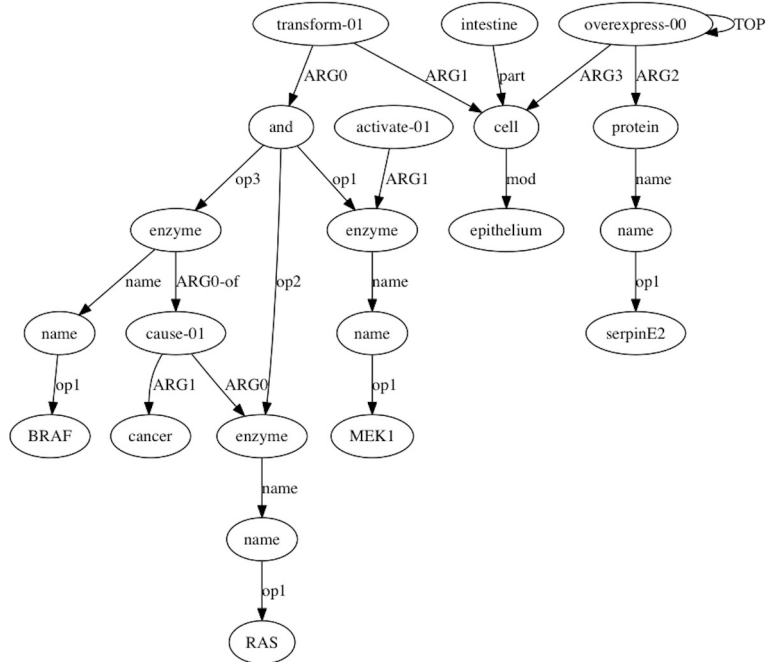 transform-01 intestine overexpress-00 TOP
ARG0 ARG1 part ARG3 ARG2
and activate-01 cell protein
op3 op1 ARG1 mod name
enzyme enzyme epithelium name
name ARG0-of op2 name op1
name cause-01 name serpinE2
op1 ARG1 ARG0 op1
BRAF cancer enzyme MEK1
name
name
op1
RAS